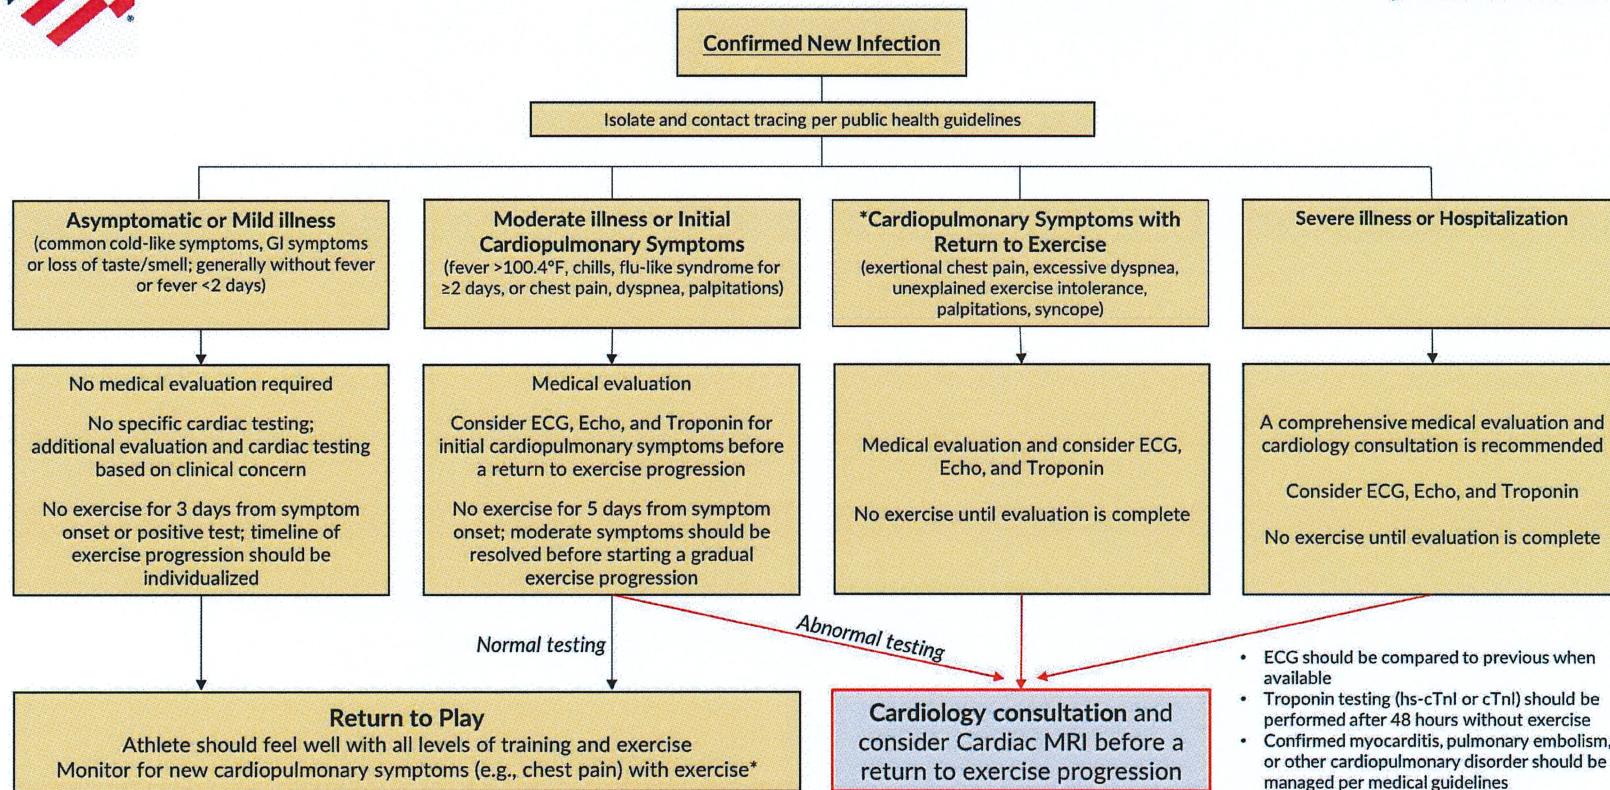 Confirmed New Infection
Isolate and contact tracing per public health guidelines
Asymptomatic or Mild illness
(common cold-like symptoms, GI symptoms
or loss of taste/smell; generally without fever
or fever <2 days)
Moderate illness or Initial
Cardiopulmonary Symptoms
(fever >100.4°F, chills, flu-like syndrome for
≥2 days, or chest pain, dyspnea, palpitations)
*Cardiopulmonary Symptoms with
Return to Exercise
(exertional chest pain, excessive dyspnea,
unexplained exercise intolerance,
palpitations, syncope)
Severe illness or Hospitalization
No medical evaluation required
No specific cardiac testing;
additional evaluation and cardiac testing
based on clinical concern
No exercise for 3 days from symptom
onset or positive test; timeline of
exercise progression should be
individualized
Medical evaluation
Consider ECG, Echo, and Troponin for
initial cardiopulmonary symptoms before
a return to exercise progression
No exercise for 5 days from symptom
onset; moderate symptoms should be
resolved before starting a gradual
exercise progression
Medical evaluation and consider ECG,
Echo, and Troponin
No exercise until evaluation is complete
A comprehensive medical evaluation and
cardiology consultation is recommended
Consider ECG, Echo, and Troponin
No exercise until evaluation is complete
Normal testing
Abnormal testing
Return to Play
Athlete should feel well with all levels of training and exercise
Monitor for new cardiopulmonary symptoms (e.g., chest pain) with exercise*
Cardiology consultation and
consider Cardiac MRI before a
return to exercise progression
• ECG should be compared to previous when
available
• Troponin testing (hs-cTnI or cTnI) should be
performed after 48 hours without exercise
• Confirmed myocarditis, pulmonary embolism,
or other cardiopulmonary disorder should be
managed per medical guidelines